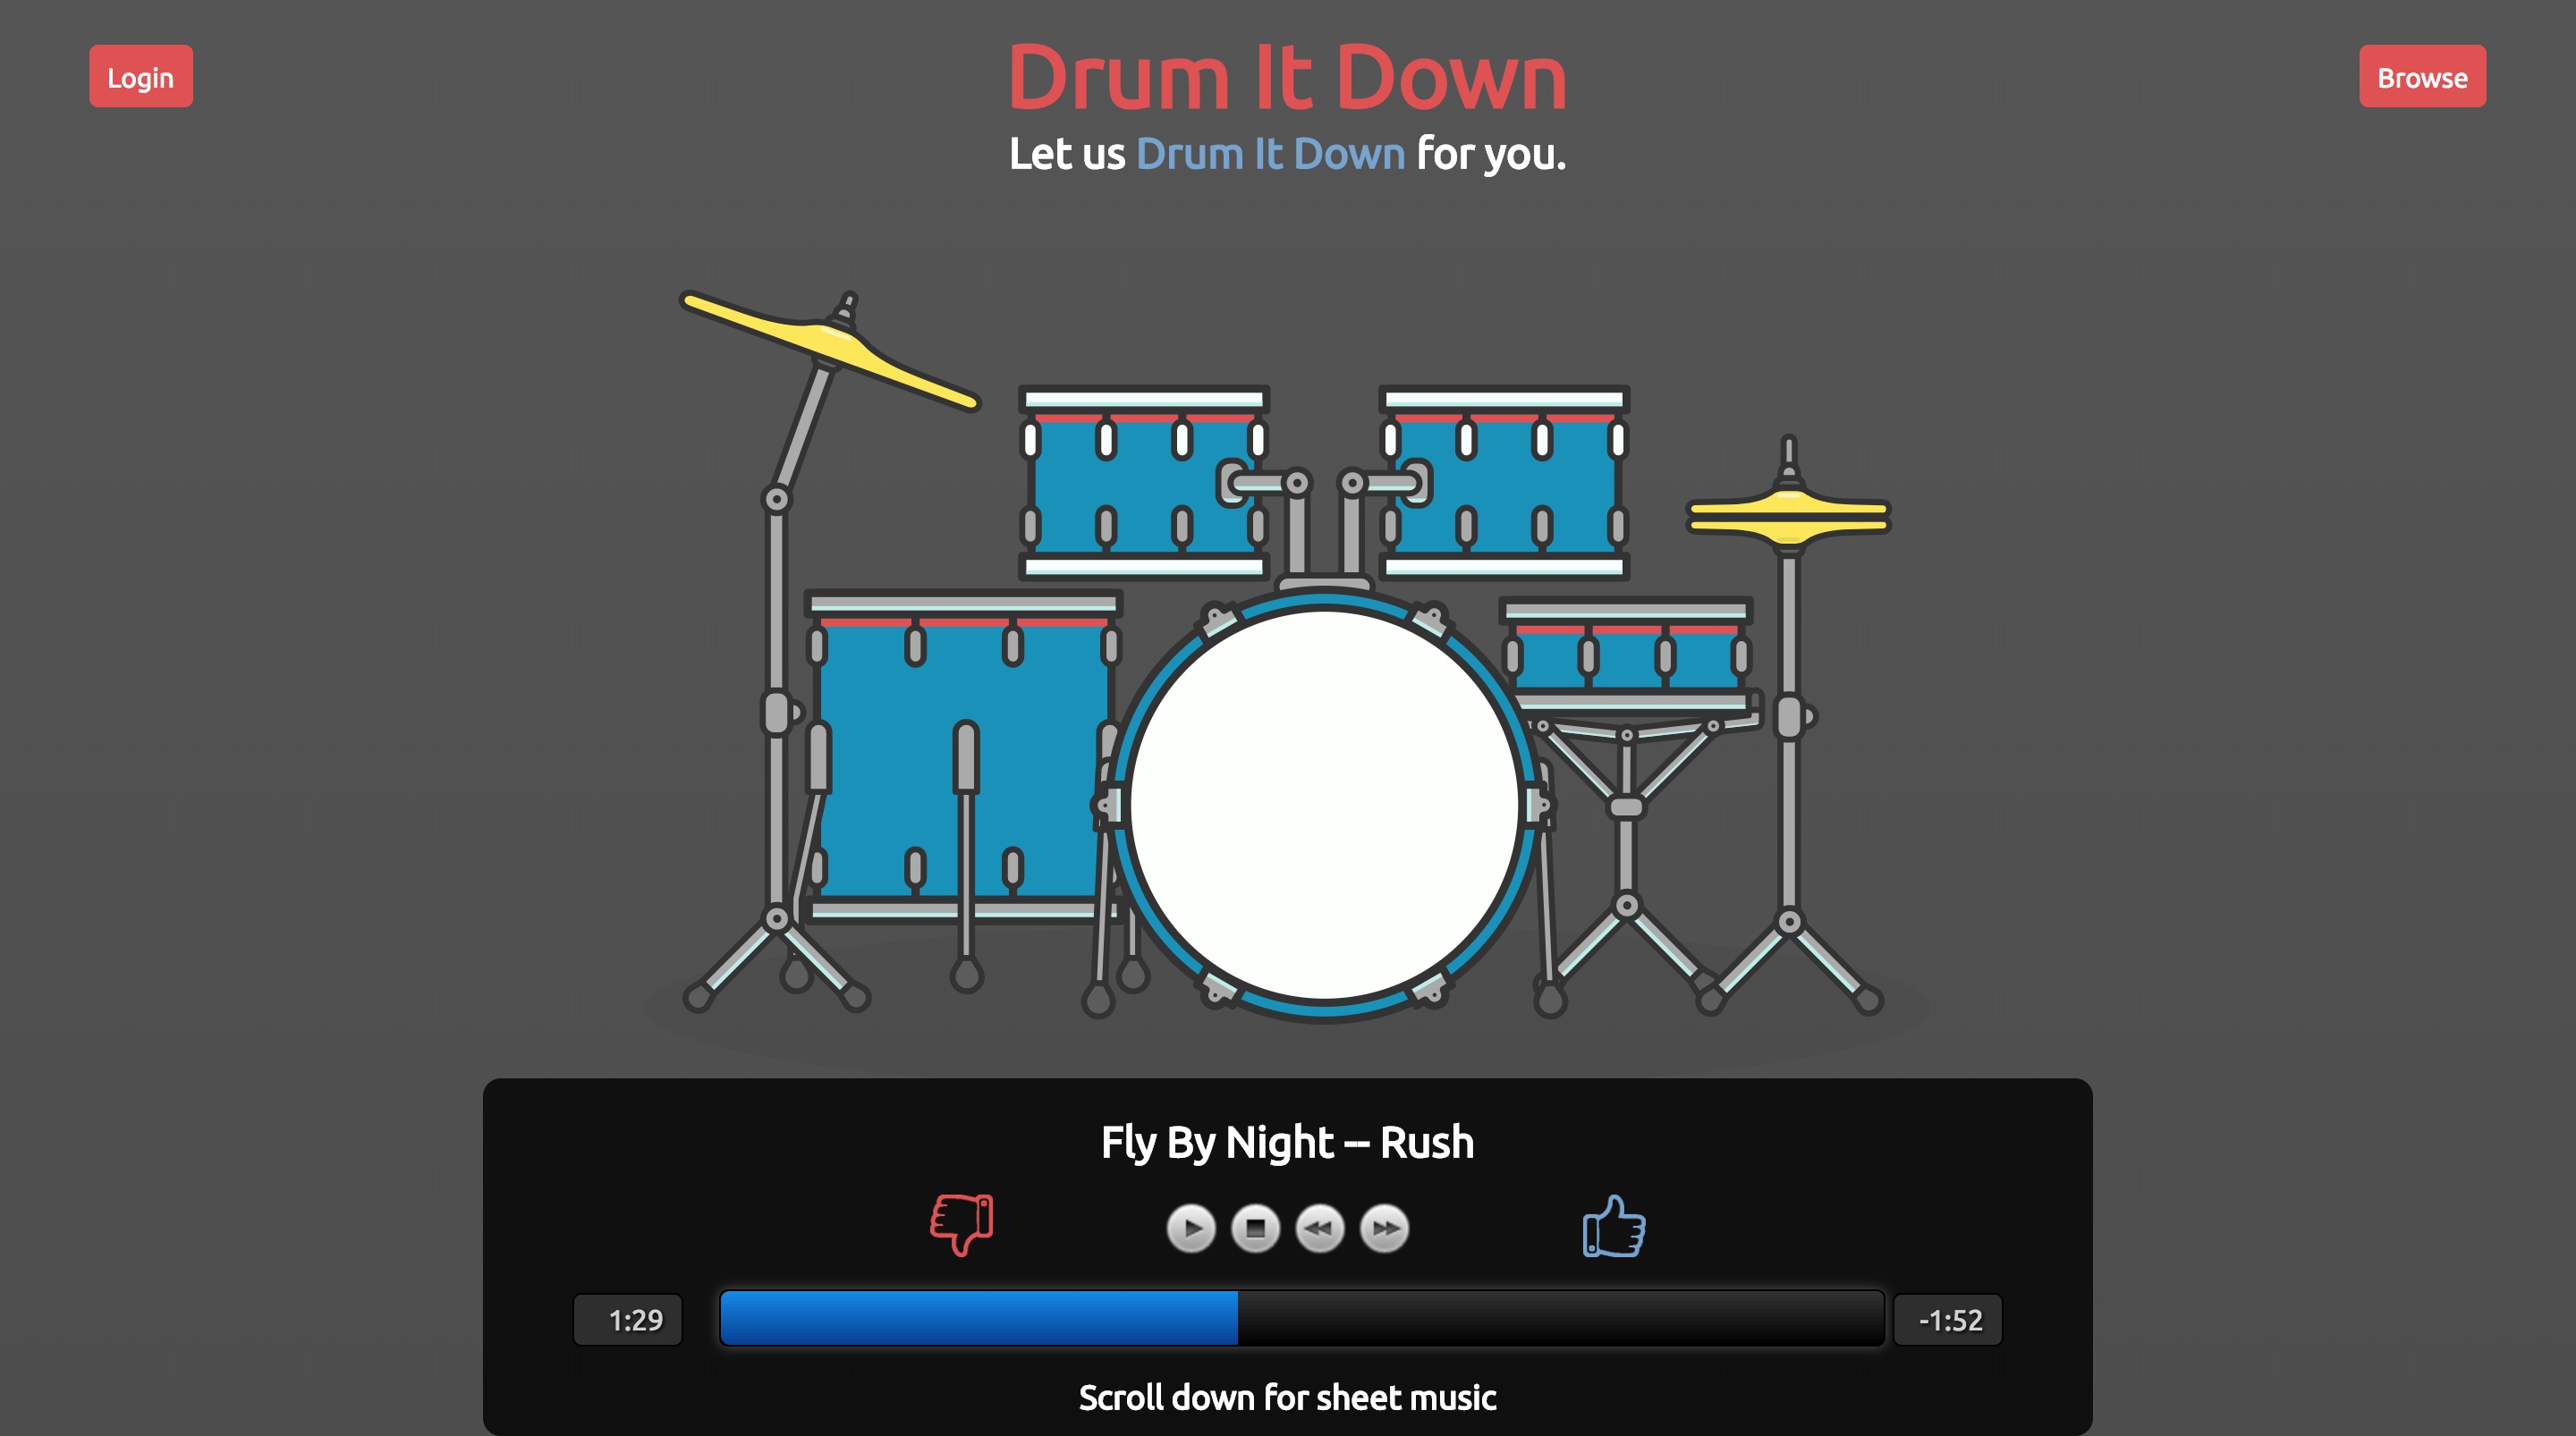 Login
Drum It Down
Browse
Let us Drum It Down for you.
Fly By Night -- Rush
1:29
-1:52
Scroll down for sheet music